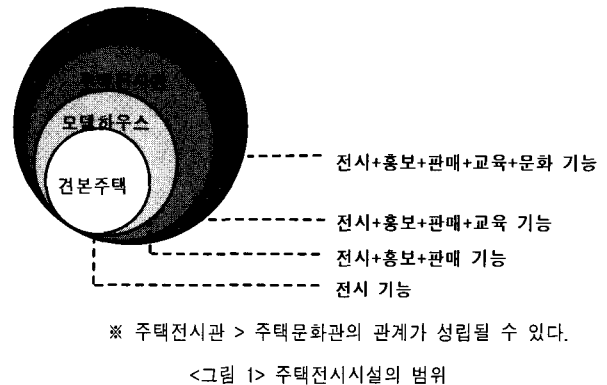 모델하우스
견본주택
전시+홍보+판매+교육+문화 기능
전시+홍보+판매+교육 기능
전시+홍보+판매 기능
전시 기능
※ 주택전시관 > 주택문화관의 관계가 성립될 수 있다.
<그림 1> 주택전시시설의 범위